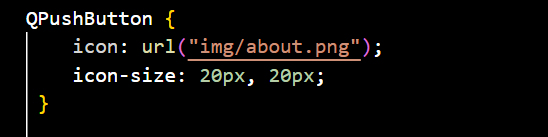 QPushButton {
icon: url("img/about.png");
icon-size: 20px, 20px;
}